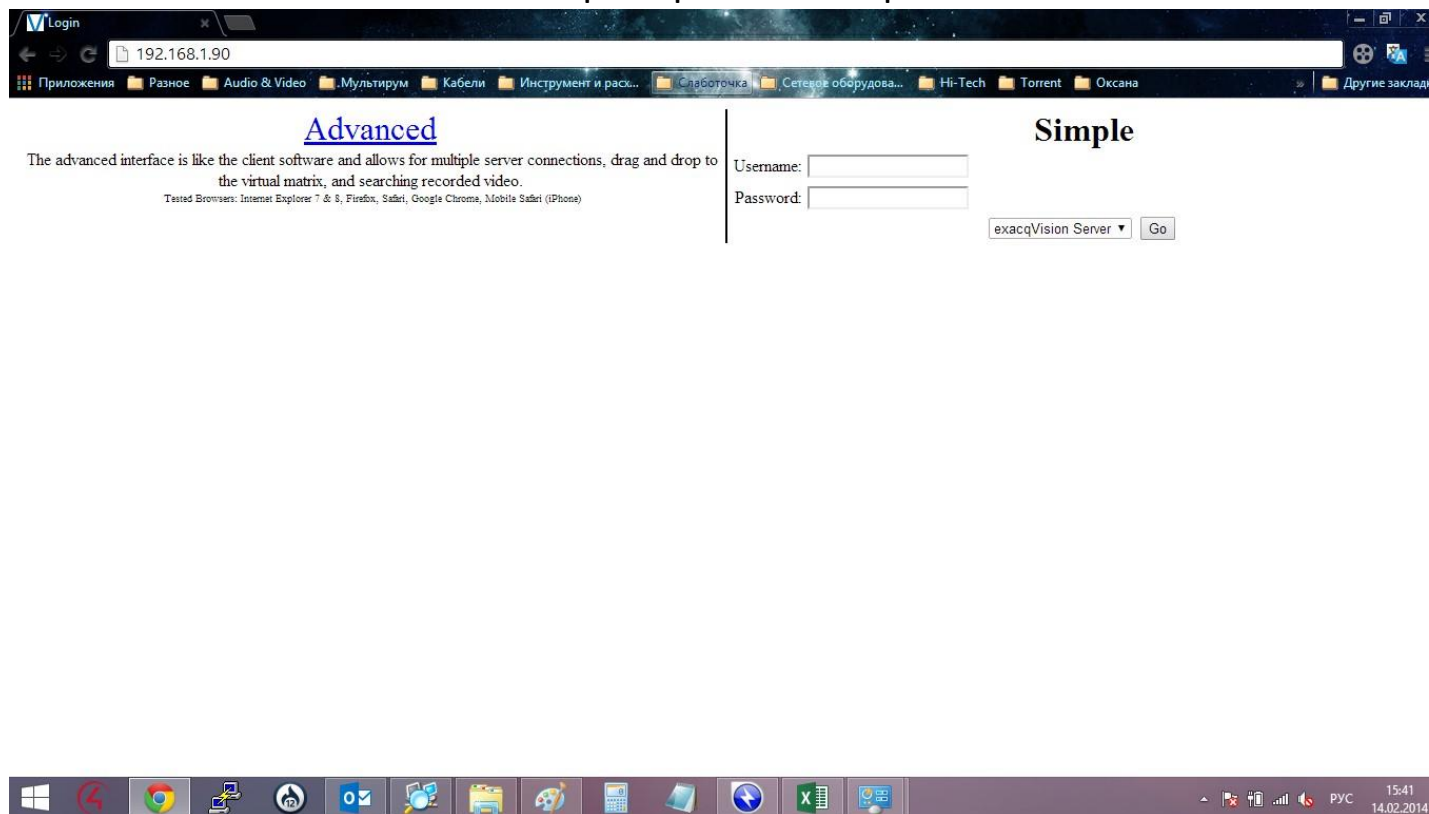 Login
192.168.1.90
Приложения Разное Audio & Video .Мультирум Кабели Инструмент и расх... Слаботочка Сетевое оборудова... Hi-Tech Torrent Оксана » Другие заклад
Advanced
The advanced interface is like the client software and allows for multiple server connections, drag and drop to
the virtual matrix, and searching recorded video.
Tested Browsers: Internet Explorer 7 & 8, Firefox, Safari, Google Chrome, Mobile Safari (iPhone)
Simple
Username:
Password:
exacqVision Server Go
РУС
15:41
14.02.2014